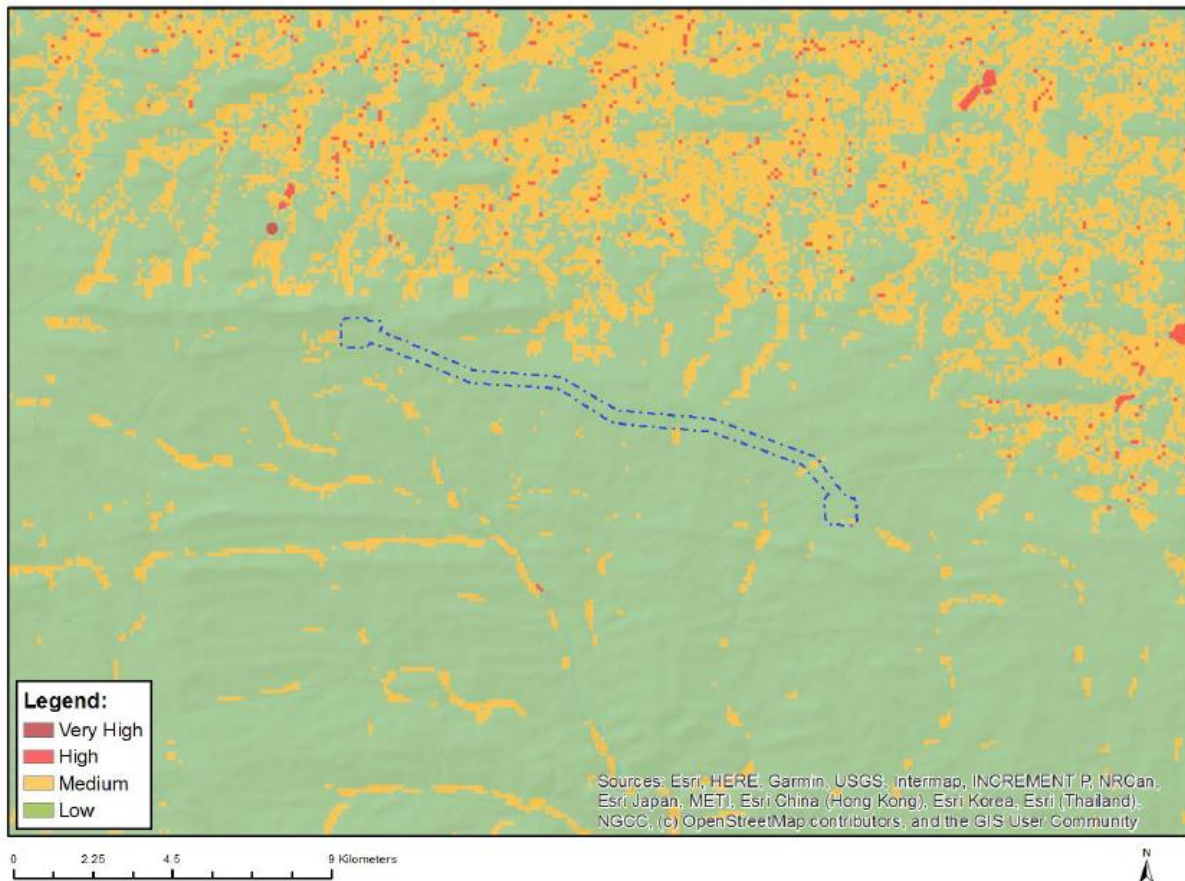 Legend:
Very High
High
Medium
Low
Sources: Esri, HERE, Garmin, USGS, Intermap, INCREMENT P, NRCan,
Esri Japan, METI, Esri China (Hong Kong), Esri Korea, Esri (Thailand),
NGCC, (c) OpenStreetMap contributors, and the GIS User Community
0 2.25 4.5 9 Kilometers
N